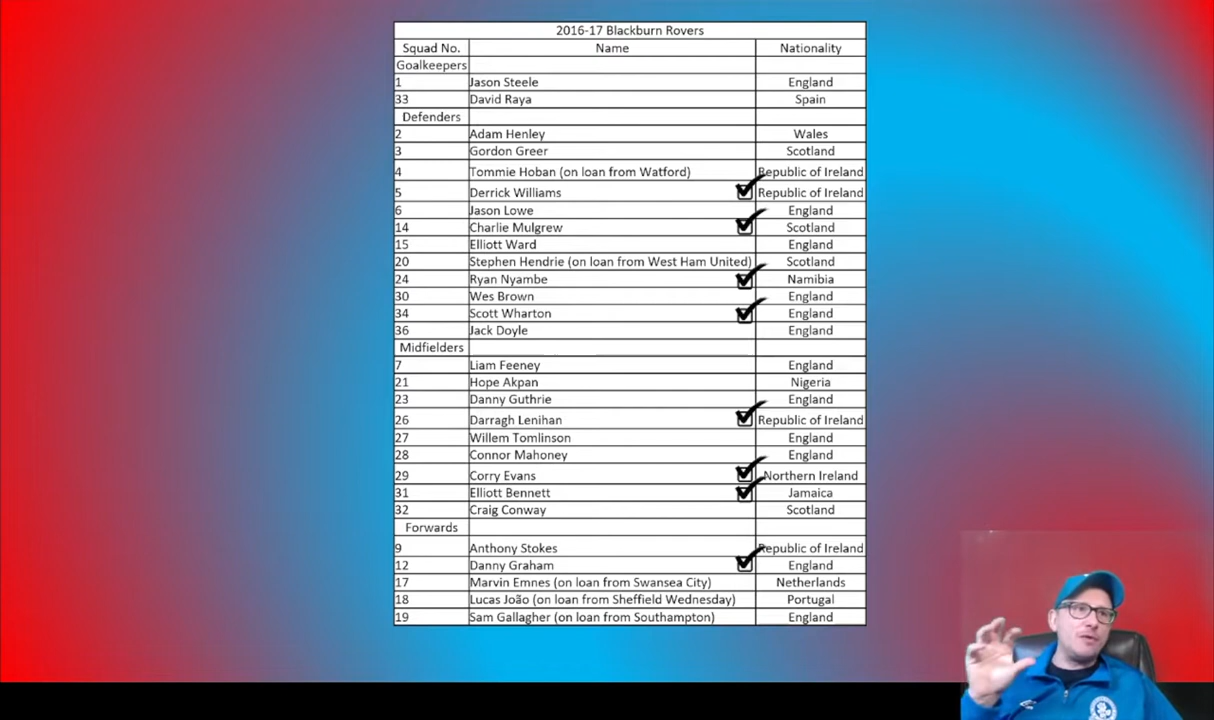 2016-17 Blackburn Rovers
Squad No. Name Nationality
Goalkeepers
1 Jason Steele England
33 David Raya Spain
Defenders
2 Adam Henley Wales
3 Gordon Greer Scotland
4 Tommie Hoban (on loan from Watford) Republic of Ireland
5 Derrick Williams Republic of Ireland
6 Jason Lowe England
14 Charlie Mulgrew Scotland
15 Elliott Ward England
20 Stephen Hendrie (on loan from West Ham United) Scotland
24 Ryan Nyambe Namibia
30 Wes Brown England
34 Scott Wharton England
36 Jack Doyle England
Midfielders
7 Liam Feeney England
21 Hope Akpan Nigeria
23 Danny Guthrie England
26 Darragh Lenihan Republic of Ireland
27 Willem Tomlinson England
28 Connor Mahoney England
29 Corry Evans Northern Ireland
31 Elliott Bennett Jamaica
32 Craig Conway Scotland
Forwards
9 Anthony Stokes Republic of Ireland
12 Danny Graham England
17 Marvin Emnes (on loan from Swansea City) Netherlands
18 Lucas João (on loan from Sheffield Wednesday) Portugal
19 Sam Gallagher (on loan from Southampton) England